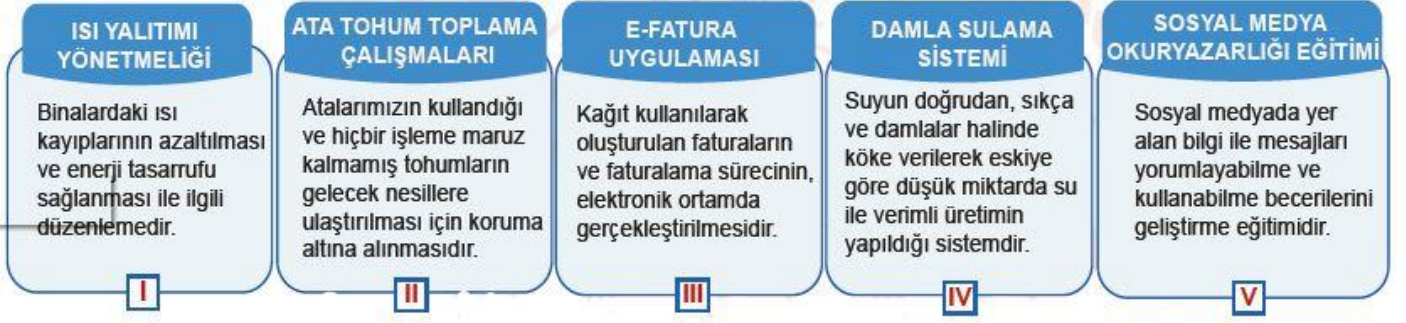 ISI YALITIMI
YÖNETMELİĞİ
Binalardaki ısı
kayıplarının azaltılması
ve enerji tasarrufu
sağlanması ile ilgili
düzenlemedir.
I
ATA TOHUM TOPLAMA
ÇALIŞMALARI
Atalarımızın kullandığı
ve hiçbir işleme maruz
kalmamış tohumların
gelecek nesillere
ulaştırılması için koruma
altına alınmasıdır.
II
E-FATURA
UYGULAMASI
Kağıt kullanılarak
oluşturulan faturaların
ve faturalama sürecinin,
elektronik ortamda
gerçekleştirilmesidir.
III
DAMLA SULAMA
SİSTEMİ
Suyun doğrudan, sıkça
ve damlalar halinde
köke verilerek eskiye
göre düşük miktarda su
ile verimli üretimin
yapıldığı sistemdir.
IV
SOSYAL MEDYA
OKURYAZARLIĞI EĞİTİMİ
Sosyal medyada yer
alan bilgi ile mesajları
yorumlayabilme ve
kullanabilme becerilerini
geliştirme eğitimidir.
V